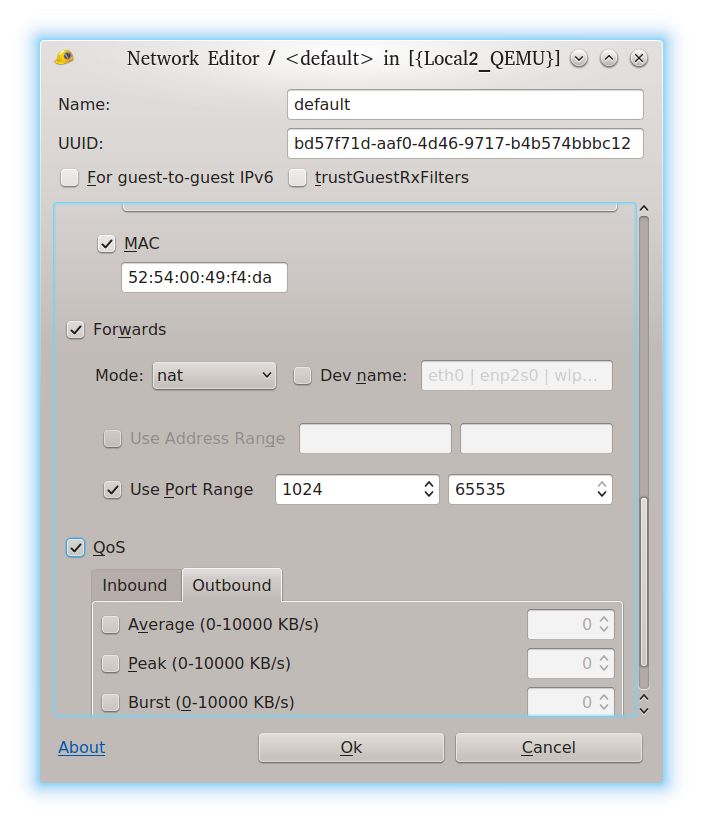 Network Editor / <default> in [{Local2_QEMU}]
Name: default
UUID: bd57f71d-aaf0-4d46-9717-b4b574bbbc12
For guest-to-guest IPv6 trustGuestRxFilters
MAC
52:54:00:49:f4:da
Forwards
Mode: nat Dev name: eth0 | enp2s0 | wlp...
Use Address Range
Use Port Range 1024 65535
QoS
Inbound Outbound
Average (0-10000 KB/s) 0
Peak (0-10000 KB/s) 0
Burst (0-10000 KB/s) 0
About Ok Cancel